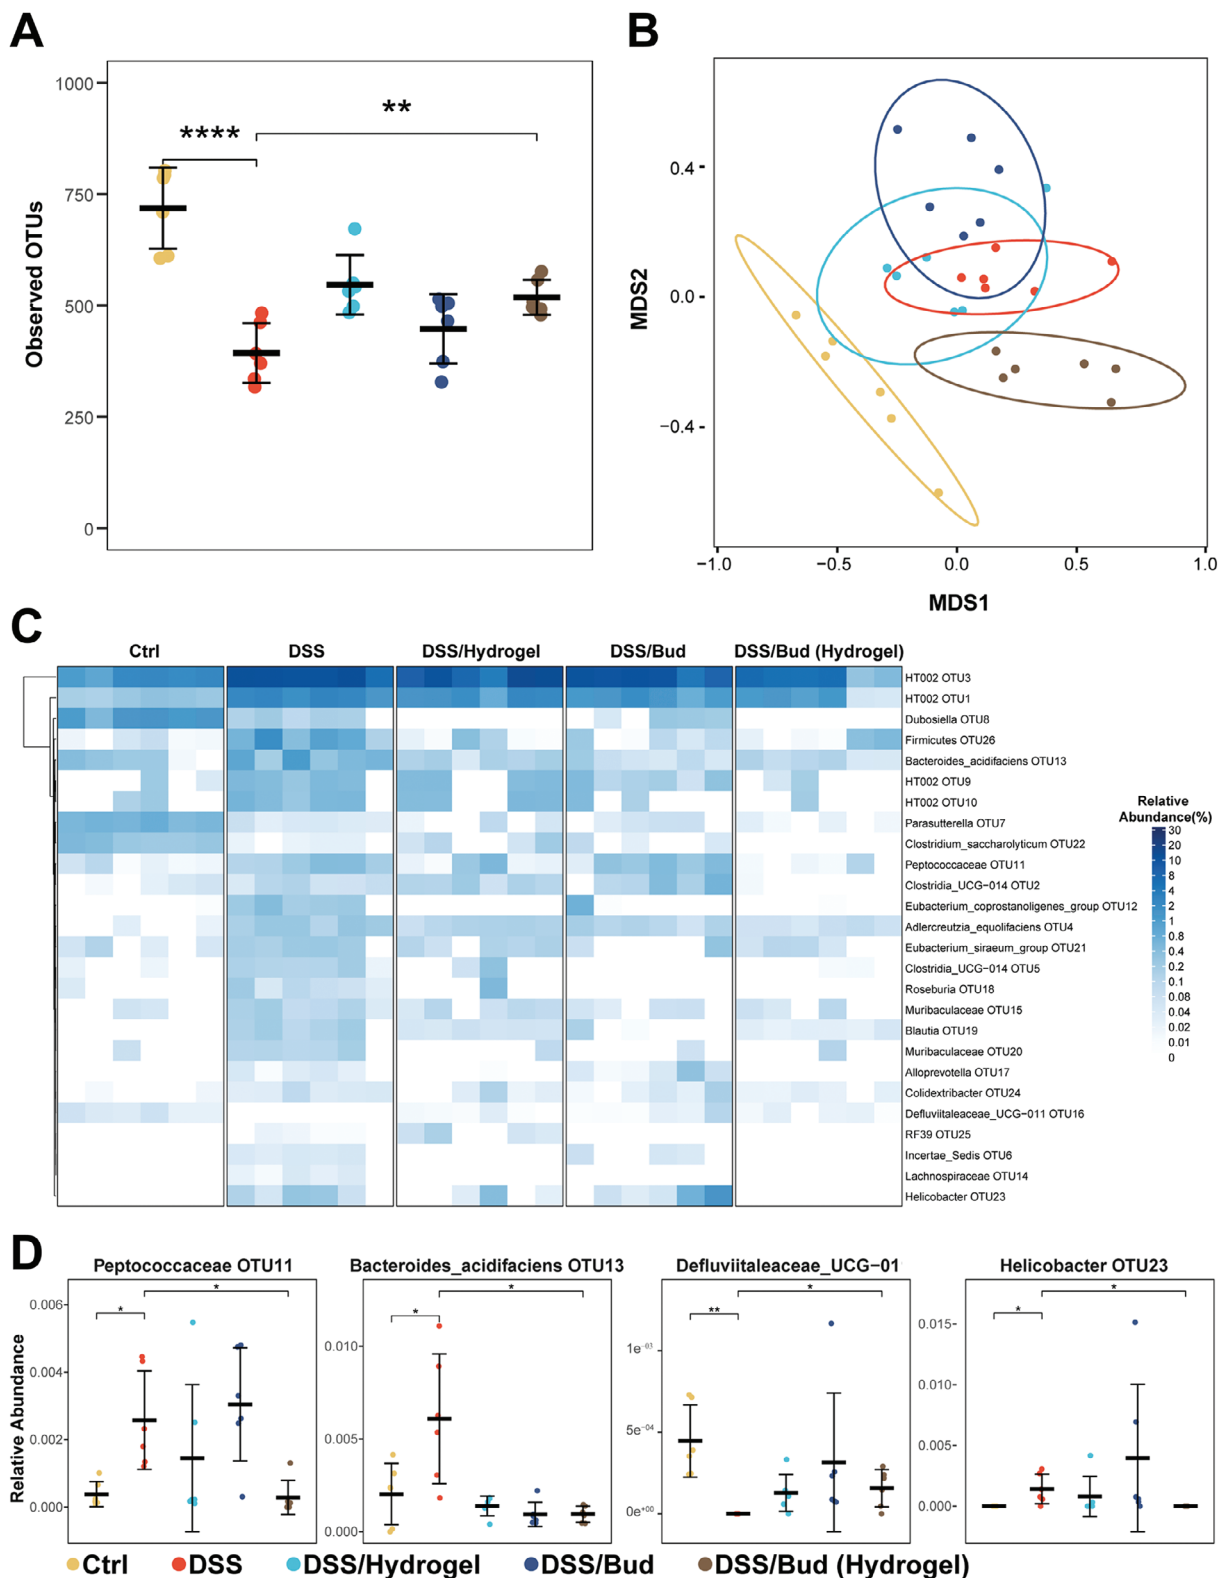 A
Observed OTUs
1000
750
500
250
0
****
**
B
MDS2
0.4
0.0
−0.4
−1.0
−0.5
0.0
0.5
1.0
MDS1
C
Ctrl
DSS
DSS/Hydrogel
DSS/Bud
DSS/Bud (Hydrogel)
HT002 OTU3
HT002 OTU1
Dubosiella OTU8
Firmicutes OTU26
Bacteroides_acidifaciens OTU13
HT002 OTU9
HT002 OTU10
Parasutterella OTU7
Clostridium_saccharolyticum OTU22
Peptococcaceae OTU11
Clostridia_UCG−014 OTU2
Eubacterium_coprostanoligenes_group OTU12
Adlercreutzia_equolifaciens OTU4
Eubacterium_siraeum_group OTU21
Clostridia_UCG−014 OTU5
Roseburia OTU18
Muribaculaceae OTU15
Blautia OTU19
Muribaculaceae OTU20
Alloprevotella OTU17
Colidextribacter OTU24
Defluviitaleaceae_UCG−011 OTU16
RF39 OTU25
Incertae_Sedis OTU6
Lachnospiraceae OTU14
Helicobacter OTU23
Relative
Abundance(%)
30
20
10
8
4
2
1
0.8
0.4
0.2
0.1
0.08
0.04
0.02
0.01
0
D
Relative Abundance
Peptococcaceae OTU11
0.006
0.004
0.002
0.000
*
*
Bacteroides_acidifaciens OTU13
0.010
0.005
0.000
*
*
Defluviitaleaceae_UCG−01
1e−03
5e−04
0e+00
**
*
Helicobacter OTU23
0.015
0.010
0.005
0.000
*
*
Ctrl
DSS
DSS/Hydrogel
DSS/Bud
DSS/Bud (Hydrogel)